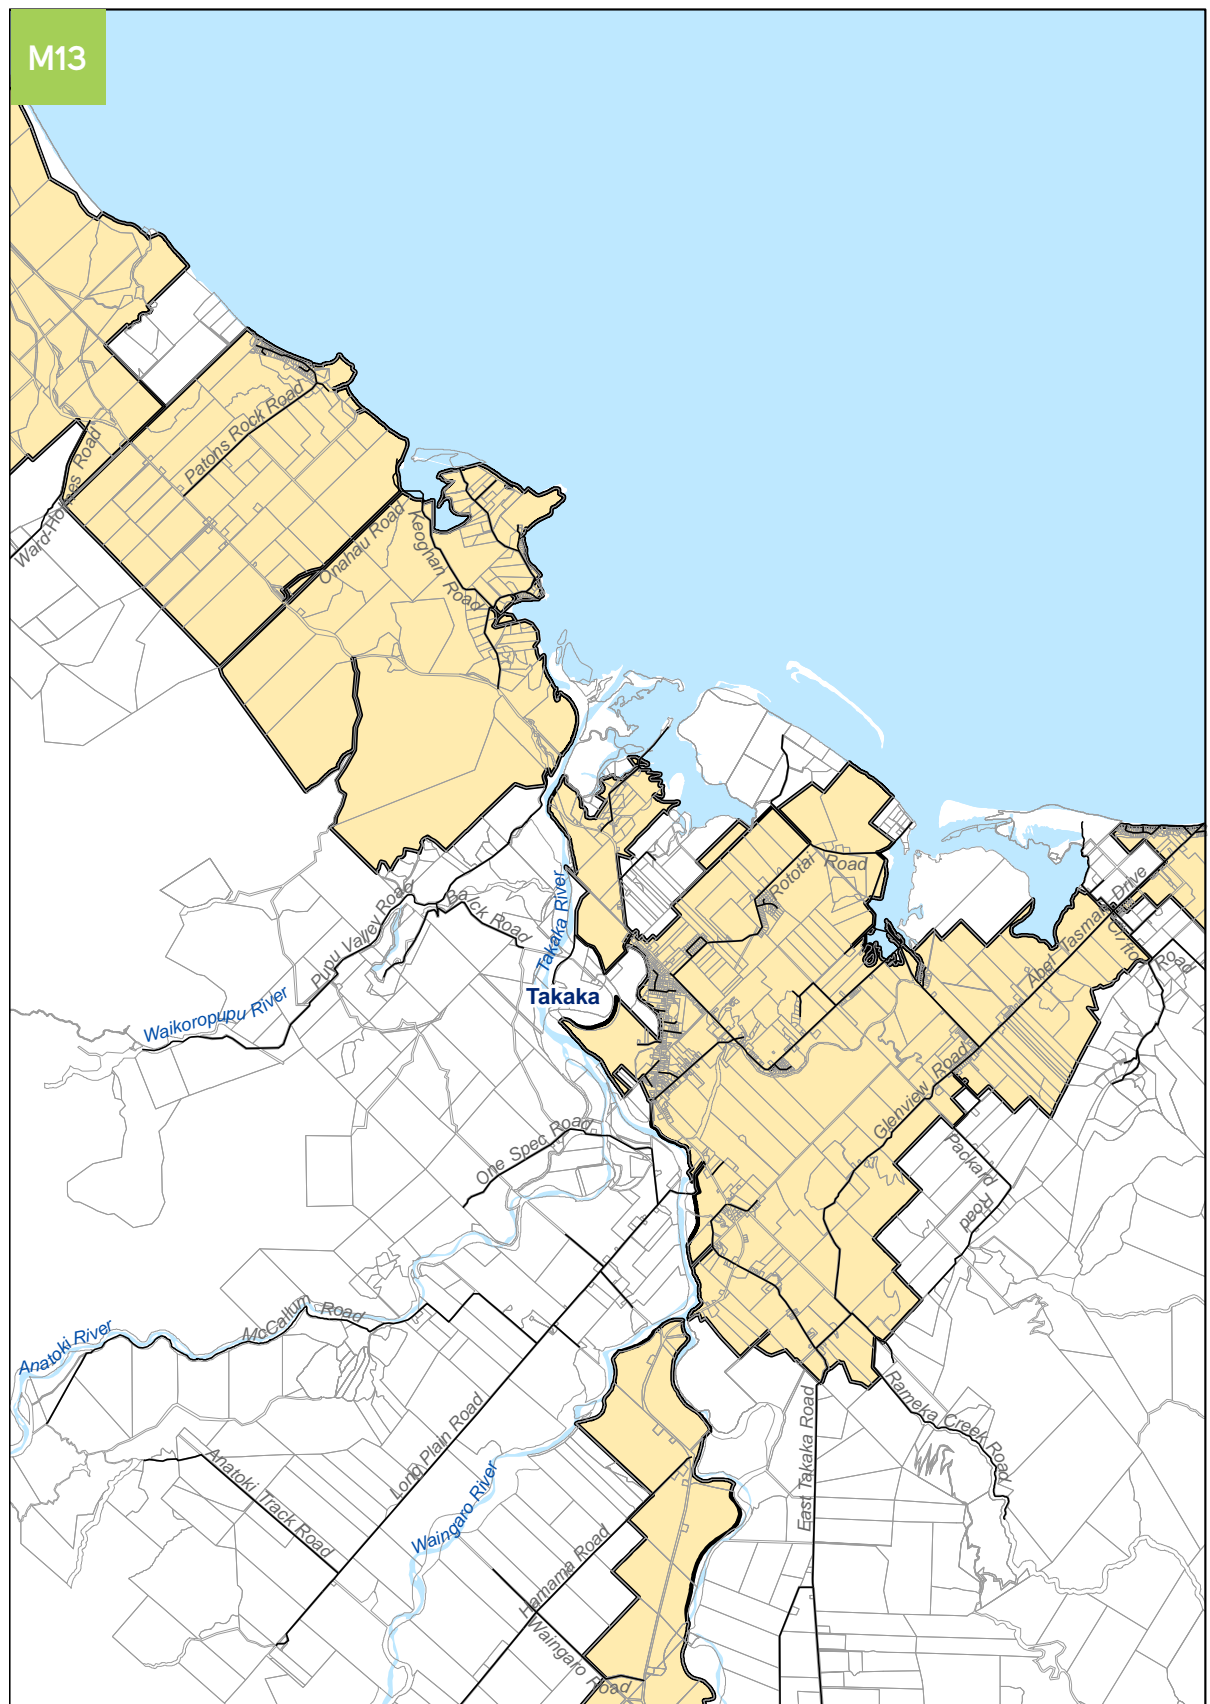 M13
Patons Rock Road
Ward-Holmes Road
Onahau Road
Keoghan Road
Rototai Road
Pupu Valley Road
Back Road
Takaka River
Abel Tasman Drive
Clifton Road
Takaka
Waikoropupu River
Glenview Road
One Spec Road
Packard Road
McCallum Road
Anatoki River
Rameka Creek Road
East Takaka Road
Long Plain Road
Anatoki Track Road
Waingaro River
Hamama Road
Waingaro Road